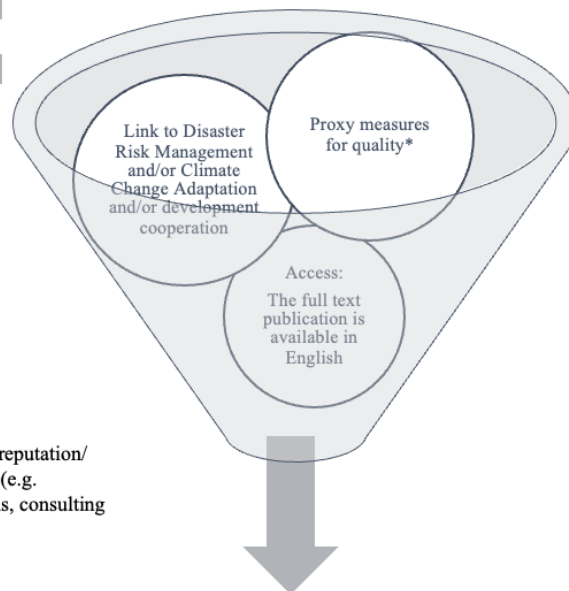 Link to Disaster
Risk Management
and/or Climate
Change Adaptation
and/or development
cooperation
Proxy measures
for quality*
Access:
The full text
publication is
available in
English
reputation/
(e.g.
s, consulting